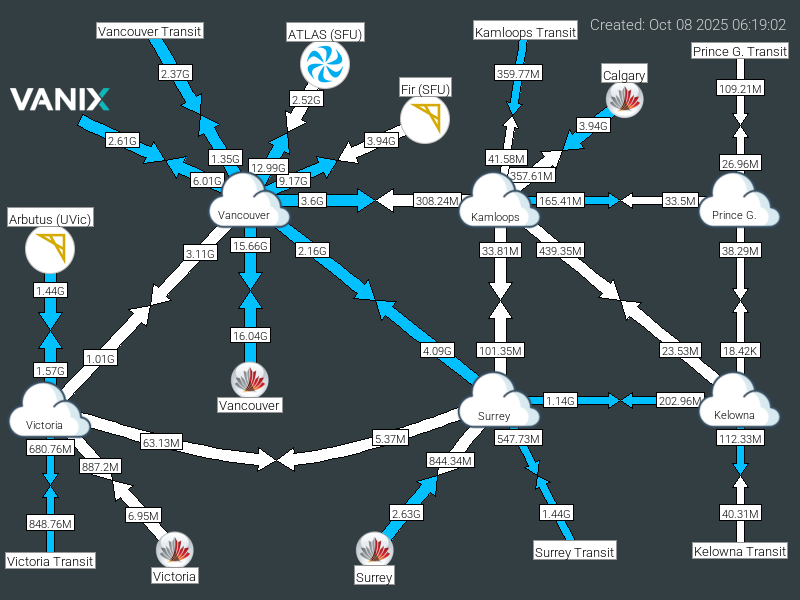 Created: Oct 08 2025 06:19:02
Vancouver Transit
ATLAS (SFU)
Kamloops Transit
Prince G. Transit
2.37G
359.77M
Calgary
109.21M
VANIX
2.52G
Fir (SFU)
2.61G
3.94G
3.94G
1.35G
41.58M
26.96M
12.99G
357.61M
6.01G
9.17G
3.6G
308.24M
165.41M
33.5M
Arbutus (UVic)
Vancouver
Kamloops
Prince G.
3.11G
15.66G
2.16G
33.81M
439.35M
38.29M
1.44G
16.04G
1.57G
1.01G
4.09G
101.35M
23.53M
18.42K
Vancouver
1.14G
202.96M
Victoria
Surrey
Kelowna
680.76M
63.13M
5.37M
547.73M
112.33M
887.2M
844.34M
848.76M
6.95M
2.63G
1.44G
40.31M
Victoria Transit
Victoria
Surrey
Surrey Transit
Kelowna Transit